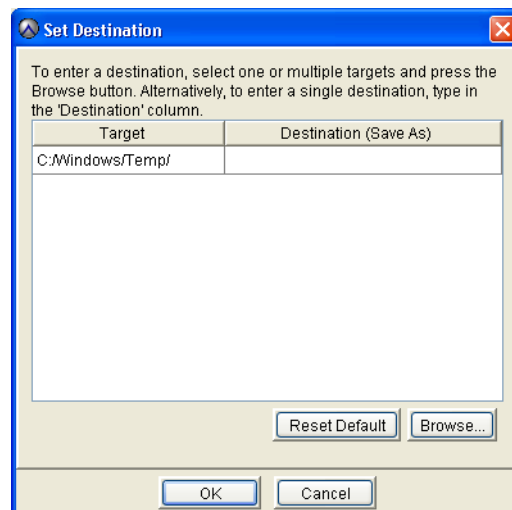 Set Destination
To enter a destination, select one or multiple targets and press the
Browse button. Alternatively, to enter a single destination, type in
the 'Destination' column.
Target Destination (Save As)
C:/Windows/Temp/
Reset Default Browse...
OK Cancel